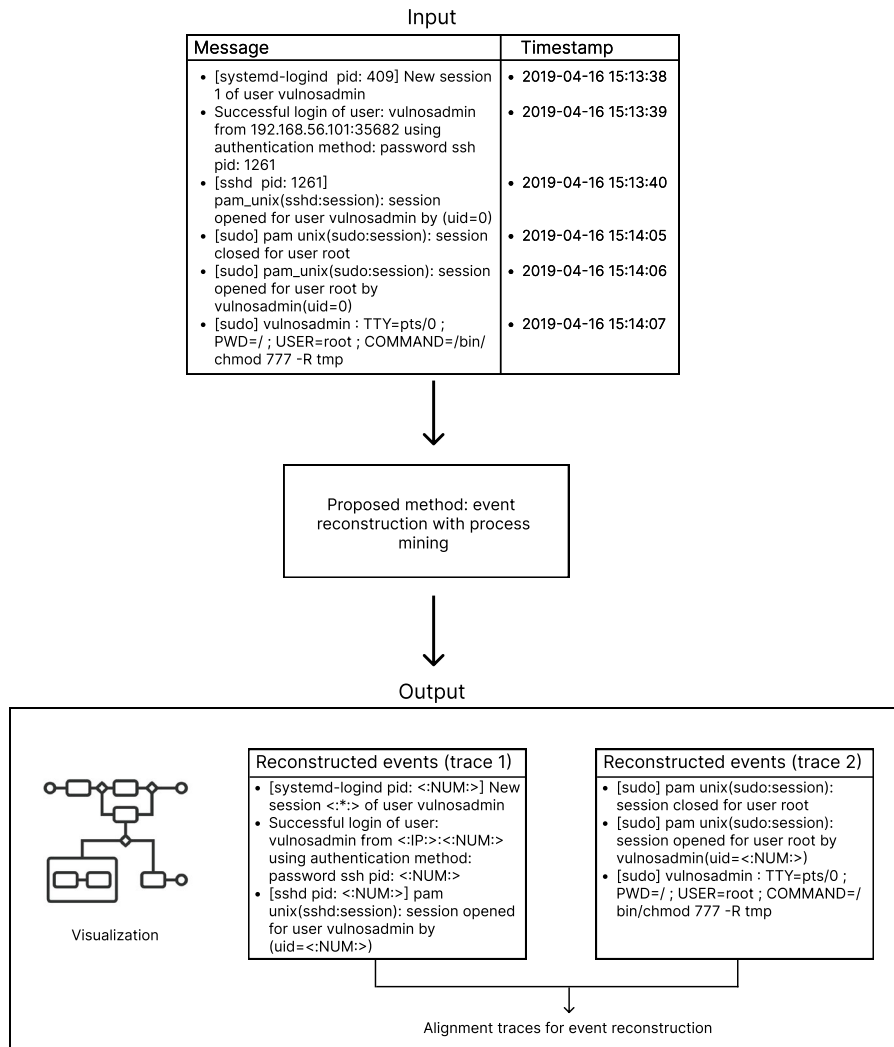 Input
Message
Timestamp
• [systemd-logind  pid: 409] New session
1 of user vulnosadmin
• 2019-04-16 15:13:38
• Successful login of user: vulnosadmin
from 192.168.56.101:35682 using
authentication method: password ssh
pid: 1261
• 2019-04-16 15:13:39
• [sshd  pid: 1261]
pam_unix(sshd:session): session
opened for user vulnosadmin by (uid=0)
• 2019-04-16 15:13:40
• [sudo] pam unix(sudo:session): session
closed for user root
• 2019-04-16 15:14:05
• [sudo] pam_unix(sudo:session): session
opened for user root by
vulnosadmin(uid=0)
• 2019-04-16 15:14:06
• [sudo] vulnosadmin : TTY=pts/0 ;
PWD=/ ; USER=root ; COMMAND=/bin/
chmod 777 -R tmp
• 2019-04-16 15:14:07
Proposed method: event
reconstruction with process
mining
Output
Visualization
Reconstructed events (trace 1)
• [systemd-logind pid: <:NUM:>] New
session <:*:> of user vulnosadmin
• Successful login of user:
vulnosadmin from <:IP:>:<:NUM:>
using authentication method:
password ssh pid: <:NUM:>
• [sshd pid: <:NUM:>] pam
unix(sshd:session): session opened
for user vulnosadmin by
(uid=<:NUM:>)
Reconstructed events (trace 2)
• [sudo] pam unix(sudo:session):
session closed for user root
• [sudo] pam unix(sudo:session):
session opened for user root by
vulnosadmin(uid=<:NUM:>)
• [sudo] vulnosadmin : TTY=pts/0 ;
PWD=/ ; USER=root ; COMMAND=/
bin/chmod 777 -R tmp
Alignment traces for event reconstruction